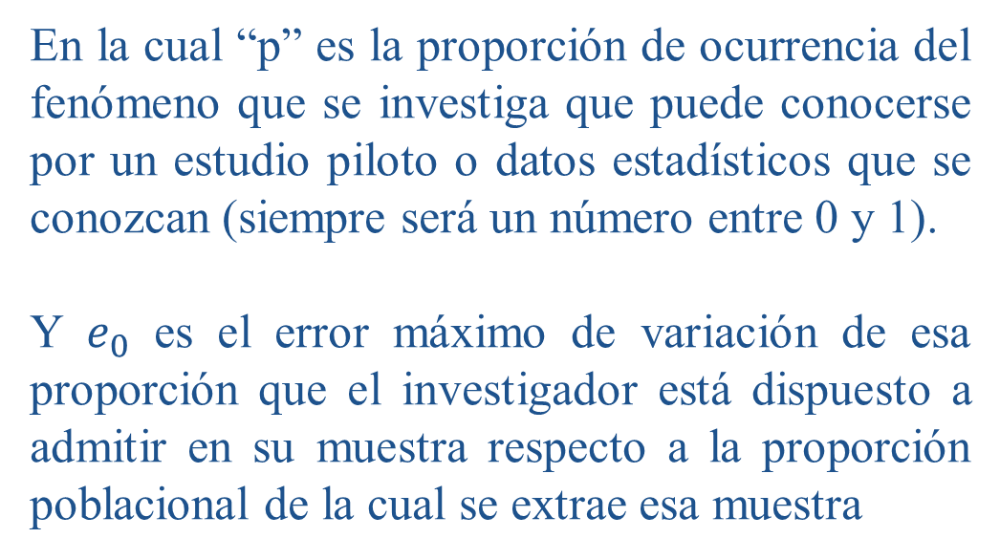 En la cual “p” es la proporción de ocurrencia del
fenómeno que se investiga que puede conocerse
por un estudio piloto o datos estadísticos que se
conozcan (siempre será un número entre 0 y 1).
Y e₀ es el error máximo de variación de esa
proporción que el investigador está dispuesto a
admitir en su muestra respecto a la proporción
poblacional de la cual se extrae esa muestra